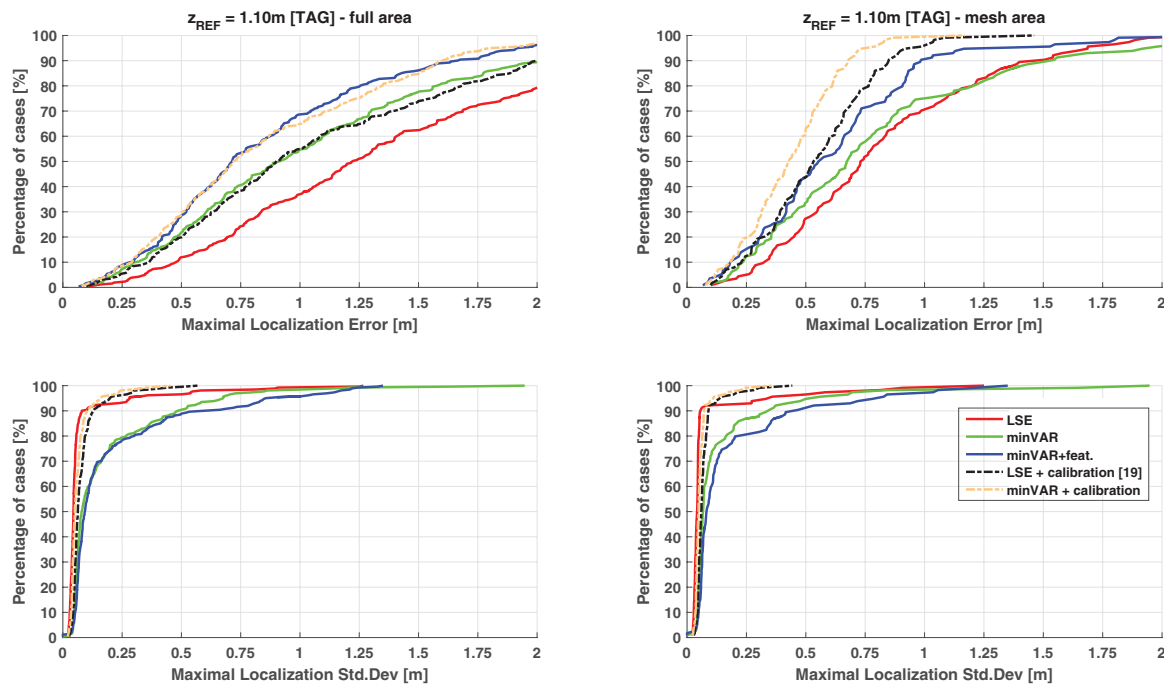 z_REF = 1.10m [TAG] - full area
Percentage of cases [%]
100
90
80
70
60
50
40
30
20
10
0
0 0.25 0.5 0.75 1 1.25 1.5 1.75 2
Maximal Localization Error [m]
z_REF = 1.10m [TAG] - mesh area
Percentage of cases [%]
100
90
80
70
60
50
40
30
20
10
0
0 0.25 0.5 0.75 1 1.25 1.5 1.75 2
Maximal Localization Error [m]
Percentage of cases [%]
100
90
80
70
60
50
40
30
20
10
0
0 0.25 0.5 0.75 1 1.25 1.5 1.75 2
Maximal Localization Std.Dev [m]
Percentage of cases [%]
100
90
80
70
60
50
40
30
20
10
0
0 0.25 0.5 0.75 1 1.25 1.5 1.75 2
Maximal Localization Std.Dev [m]
LSE
minVAR
minVAR+feat.
LSE + calibration [19]
minVAR + calibration